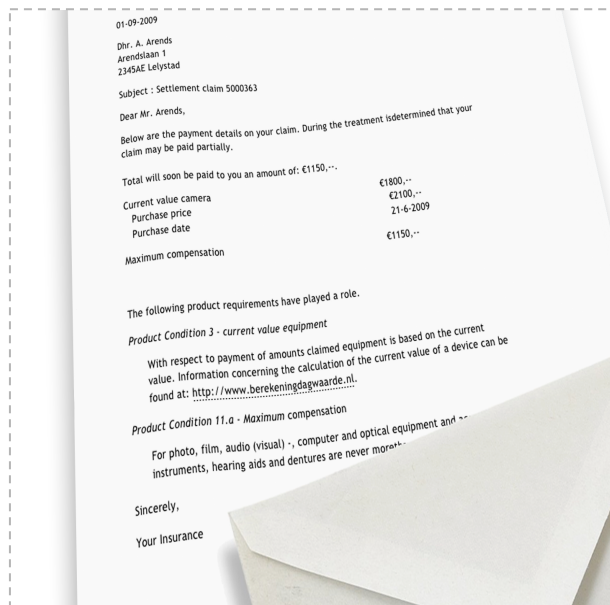 01-09-2009
Dhr. A. Arends
Arendslaan 1
2345AE Lelystad
Subject : Settlement claim 5000363
Dear Mr. Arends,
Below are the payment details on your claim. During the treatment isdetermined that your
claim may be paid partially.
Total will soon be paid to you an amount of: €1150,--.
Current value camera €1800,--
Purchase price €2100,--
Purchase date 21-6-2009
Maximum compensation €1150,--
The following product requirements have played a role.
Product Condition 3 - current value equipment
With respect to payment of amounts claimed equipment is based on the current
value. Information concerning the calculation of the current value of a device can be
found at: http://www.berekeningdagwaarde.nl.
Product Condition 11.a - Maximum compensation
For photo, film, audio (visual) -, computer and optical equipment and
instruments, hearing aids and dentures are never
Sincerely,
Your Insurance